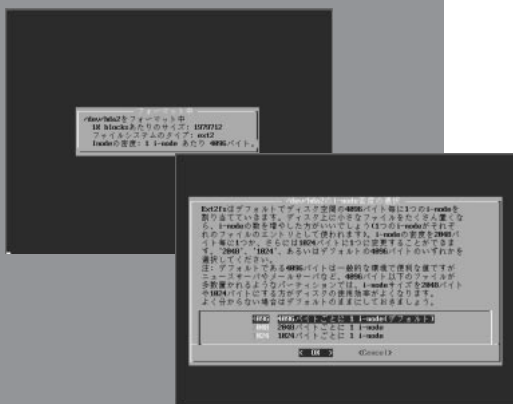 フォーマット中
/dev/hda2をフォーマット中
1K blocksあたりのサイズ: 1979712
ファイルシステムのタイプ: ext2
Inodeの密度: 1 i-node あたり 4096バイト。
/dev/hda2のi-node密度の選択
Ext2fsはデフォルトでディスク空間の4096バイト毎に1つのi-nodeを
割り当てていきます。ディスク上に小さなファイルをたくさん置くな
ら、i-nodeの数を増やした方がいいでしょう(1つのi-nodeがそれぞ
れのファイルのエントリとして使われます)。i-nodeの密度を2048バ
イト毎に1つか、さらには1024バイトに1つに変更することができま
す。'2048'、'1024'、あるいはデフォルトの4096バイトのいずれかを
選択してください。
注: デフォルトである4096バイトは一般的な環境で便利な値ですが
ニュースサーバやメールサーバなど、4096バイト以下のファイルが
多数置かれるようなパーティションでは、i-nodeサイズを2048バイト
や1024バイトにする方がディスクの使用効率がよくなります。
よく分からない場合はデフォルトのままにしておきましょう。
4096 4096バイトごとに 1 i-node(デフォルト)
2048 2048バイトごとに 1 i-node
1024 1024バイトごとに 1 i-node
< OK > <Cancel>